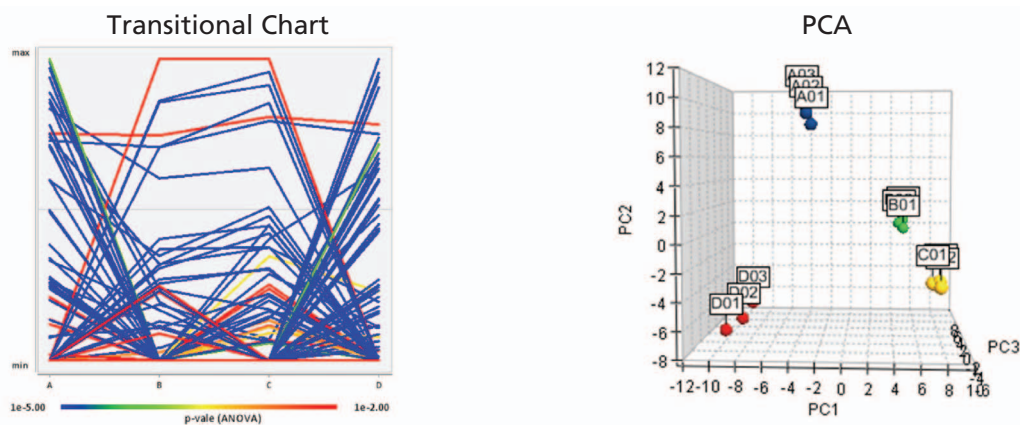 Transitional Chart
max
min
A B C D
1e-5.00 1e-2.00
p-vale (ANOVA)
PCA
A03
A02
A01
B01
C01
D03
D02
D01
12
10
8
6
4
2
0
-2
-4
-6
-8
PC2
-12 -10 -8 -6 -4 -2 0 2 4 6 8
PC1
PC3